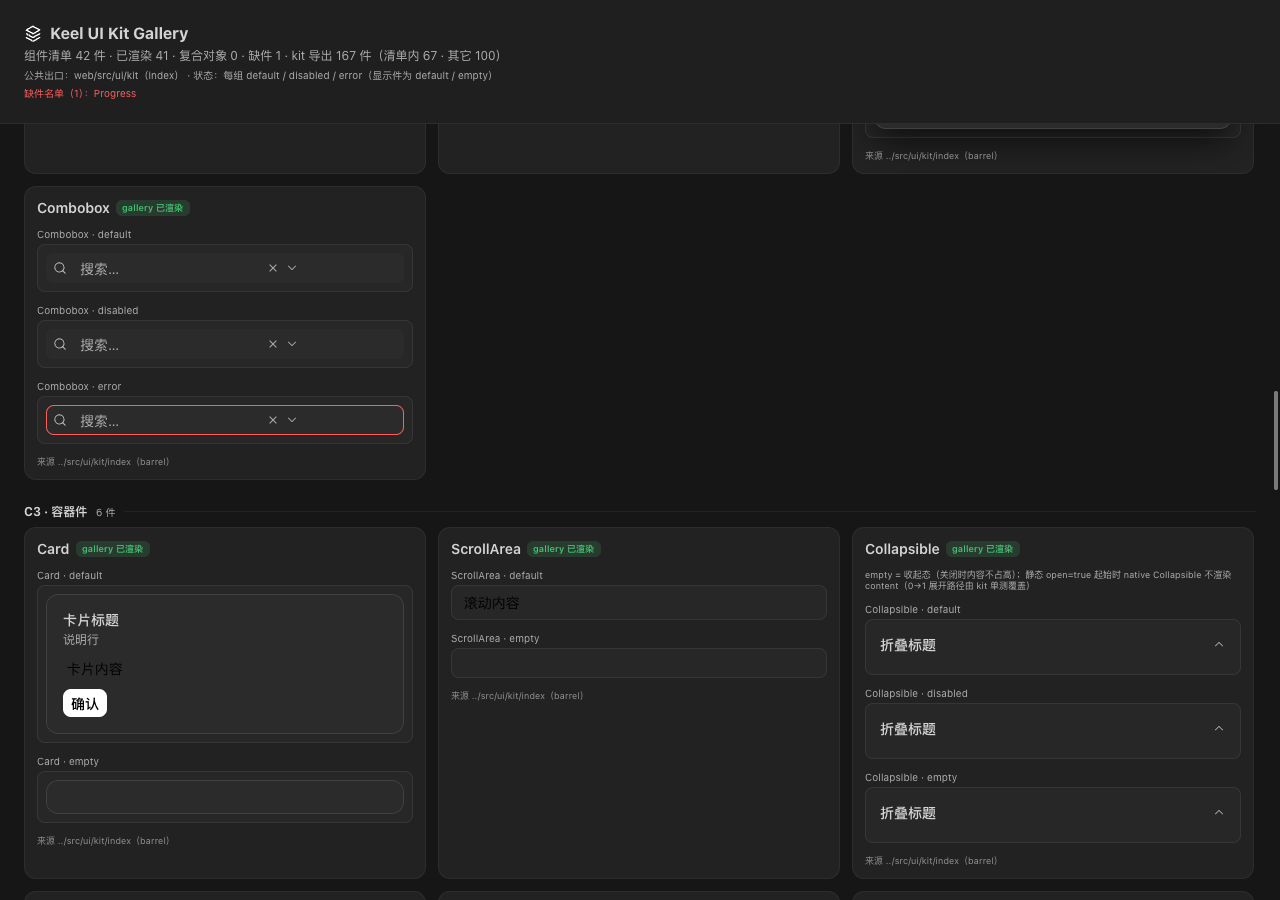 Keel UI Kit Gallery
组件清单 42 件 · 已渲染 41 · 复合对象 0 · 缺件 1 · kit 导出 167 件（清单内 67 · 其它 100）
公共出口：web/src/ui/kit（index） · 状态：每组 default / disabled / error（显示件为 default / empty）
缺件名单（1）：Progress
来源 ../src/ui/kit/index（barrel）
Combobox gallery 已渲染
Combobox · default
搜索...
Combobox · disabled
搜索...
Combobox · error
搜索...
来源 ../src/ui/kit/index（barrel）
C3 · 容器件 6 件
Card gallery 已渲染
Card · default
卡片标题
说明行
卡片内容
确认
Card · empty
来源 ../src/ui/kit/index（barrel）
ScrollArea gallery 已渲染
ScrollArea · default
滚动内容
ScrollArea · empty
来源 ../src/ui/kit/index（barrel）
Collapsible gallery 已渲染
empty = 收起态（关闭时内容不占高）；静态 open=true 起始时 native Collapsible 不渲染
content（0→1 展开路径由 kit 单测覆盖）
Collapsible · default
折叠标题
Collapsible · disabled
折叠标题
Collapsible · empty
折叠标题
来源 ../src/ui/kit/index（barrel）